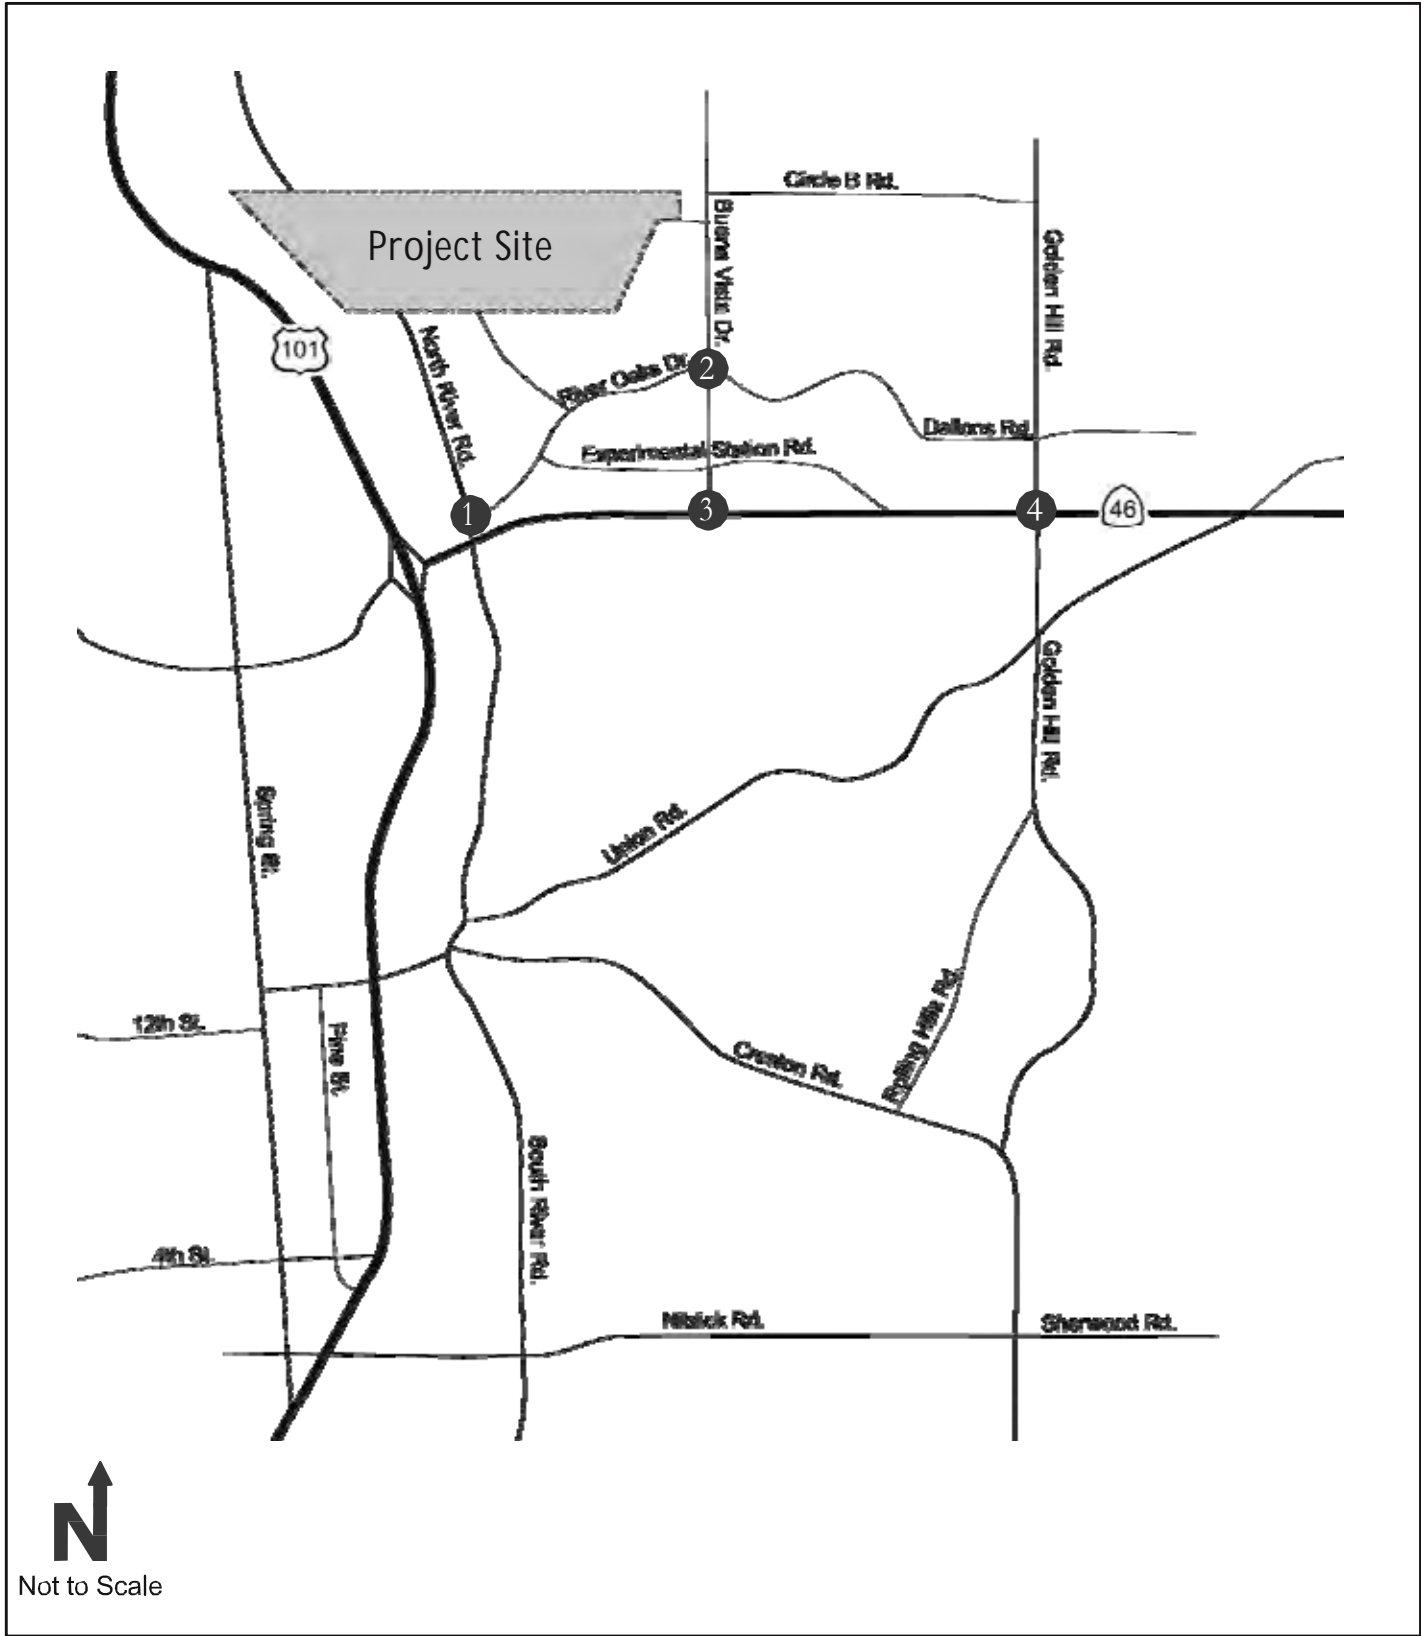 Circle B Rd.
Project Site
Buena Vista Dr.
Golden Hill Rd.
101
North River Rd.
River Oaks Dr.
2
Dallons Rd.
Experimental Station Rd.
1
3
4
46
Golden Hill Rd.
Spring St.
Union Rd.
Rolling Hills Rd.
12th St.
Pine St.
Creston Rd.
South River Rd.
4th St.
Niblick Rd.
Sherwood Rd.
N
Not to Scale